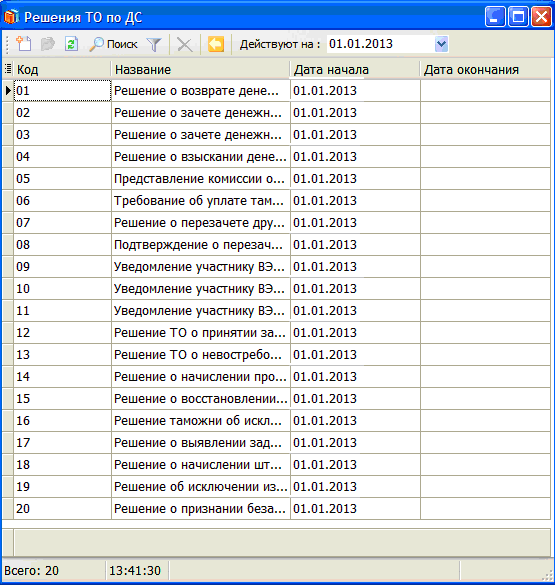 Решения ТО по ДС
Поиск Действуют на : 01.01.2013
Код Название Дата начала Дата окончания
01 Решение о возврате дене... 01.01.2013
02 Решение о зачете денежн... 01.01.2013
03 Решение о зачете денежн... 01.01.2013
04 Решение о взыскании дене... 01.01.2013
05 Представление комиссии о... 01.01.2013
06 Требование об уплате там... 01.01.2013
07 Решение о перезачете дру... 01.01.2013
08 Подтверждение о перезач... 01.01.2013
09 Уведомление участнику ВЭ... 01.01.2013
10 Уведомление участнику ВЭ... 01.01.2013
11 Уведомление участнику ВЭ... 01.01.2013
12 Решение ТО о принятии за... 01.01.2013
13 Решение ТО о невостребо... 01.01.2013
14 Решение о начислении про... 01.01.2013
15 Решение о восстановлении... 01.01.2013
16 Решение таможни об искл... 01.01.2013
17 Решение о выявлении зад... 01.01.2013
18 Решение о начислении шт... 01.01.2013
19 Решение об исключении из... 01.01.2013
20 Решение о признании беза... 01.01.2013
Всего: 20 13:41:30